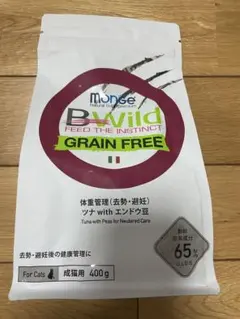 monge
BWild
FEED THE INSTINCT
GRAIN FREE
体重管理(去勢・避妊)
ツナ with エンドウ豆
Tuna with Peas for Neutered Cats
65%
去勢・避妊後の健康管理に
For Cats
成猫用
400g